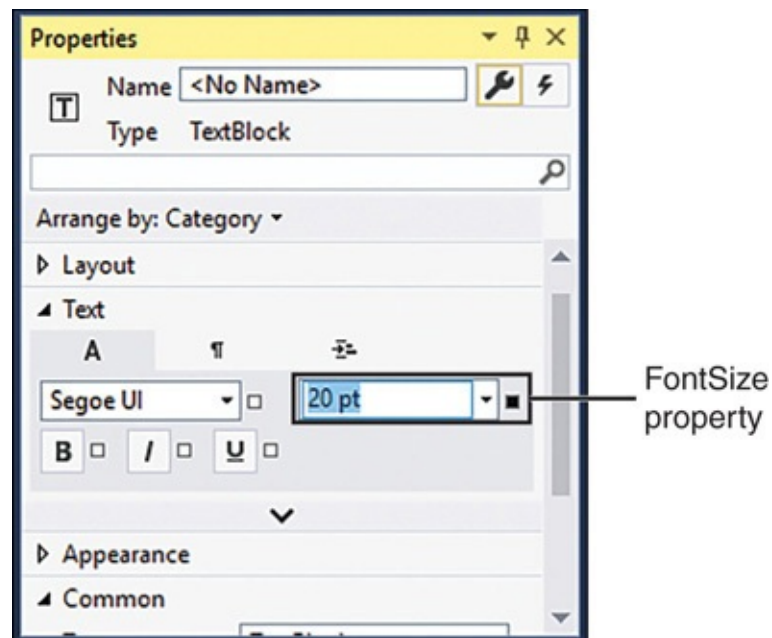 Properties
Name <No Name>
Type TextBlock
Arrange by: Category
Layout
Text
A ¶
Segoe UI 20 pt
B I U
FontSize
property
Appearance
Common